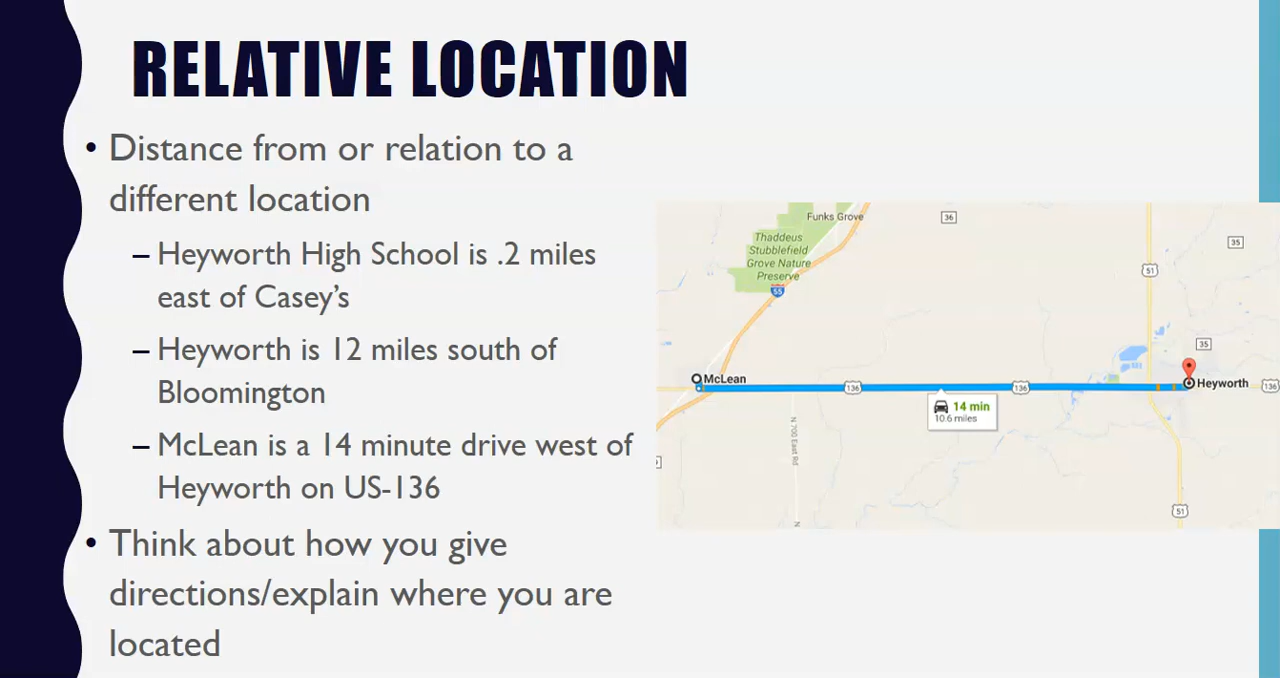 RELATIVE LOCATION
• Distance from or relation to a
different location
– Heyworth High School is .2 miles
east of Casey's
– Heyworth is 12 miles south of
Bloomington
– McLean is a 14 minute drive west of
Heyworth on US-136
• Think about how you give
directions/explain where you are
located
Funks Grove
36
Thaddeus
Stubblefield
Grove Nature
Preserve
35
51
55
35
McLean
136
136
Heyworth
136
14 min
10.6 miles
N 700 East Rd
51
N